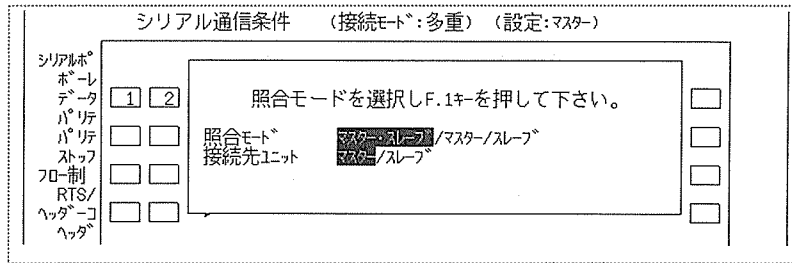 シリアル通信条件 (接続ﾓｰﾄﾞ:多重) (設定:ﾏｽﾀｰ)
ｼﾘｱﾙﾎﾟ
ﾎﾞｰﾚ
ﾃﾞｰﾀ
ﾊﾟﾘﾃ
ﾊﾟﾘﾃ
ｽﾄｯﾌ
ﾌﾛｰ制
RTS/
ﾍｯﾀﾞｰｺ
ﾍｯﾀﾞ
1 2
照合モードを選択しF.1ｷｰを押して下さい。
照合ﾓｰﾄﾞ ﾏｽﾀｰ・ｽﾚｰﾌﾞ/ﾏｽﾀｰ/ｽﾚｰﾌﾞ
接続先ﾕﾆｯﾄ ﾏｽﾀｰ/ｽﾚｰﾌﾞ